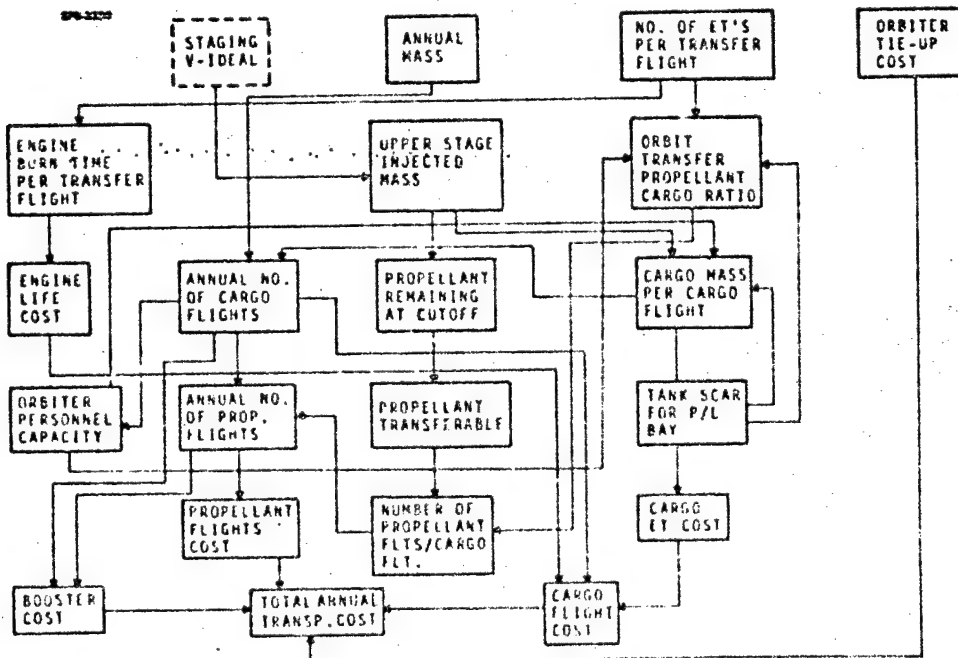 STAGING
V-IDEAL
ANNUAL
MASS
NO. OF ET'S
PER TRANSFER
FLIGHT
ORBITER
TIE-UP
COST
ENGINE
BURN TIME
PER TRANSFER
FLIGHT
UPPER STAGE
INJECTED
MASS
ORBIT
TRANSFER
PROPELLANT
CARGO RATIO
ENGINE
LIFE
COST
ANNUAL NO.
OF CARGO
FLIGHTS
PROPELLANT
REMAINING
AT CUTOFF
CARGO MASS
PER CARGO
FLIGHT
ORBITER
PERSONNEL
CAPACITY
ANNUAL NO.
OF PROP.
FLIGHTS
PROPELLANT
TRANSFERABLE
TANK SCAR
FOR P/L
BAY
PROPELLANT
FLIGHTS
COST
NUMBER OF
PROPELLANT
FLTS/CARGO
FLT.
CARGO
ET COST
BOOSTER
COST
TOTAL ANNUAL
TRANSP. COST
CARGO
FLIGHT
COST